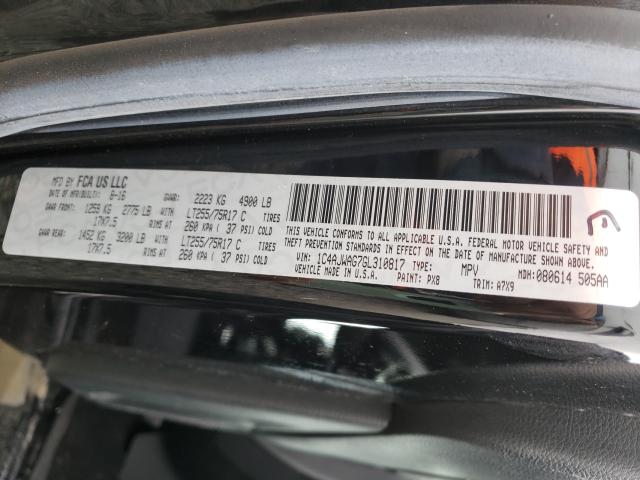 MFD BY: FCA US LLC
DATE OF MFR(BUILT): 8-16 GVWR: 2223 KG 4900 LB
GAWR FRONT: 1259 KG 2775 LB WITH LT255/75R17 C TIRES
17X7.5 RIMS AT 260 KPA ( 37 PSI) COLD
GAWR REAR: 1452 KG 3200 LB WITH LT255/75R17 C TIRES
17X7.5 RIMS AT 260 KPA ( 37 PSI) COLD
THIS VEHICLE CONFORMS TO ALL APPLICABLE U.S.A. FEDERAL MOTOR VEHICLE SAFETY AND
THEFT PREVENTION STANDARDS IN EFFECT ON THE DATE OF MANUFACTURE SHOWN ABOVE.
VIN: 1C4AJWAG7GL310817 TYPE: MPV MDH: 080614 505AA
VEHICLE MADE IN U.S.A. PAINT: PX8 TRIM: A7X9